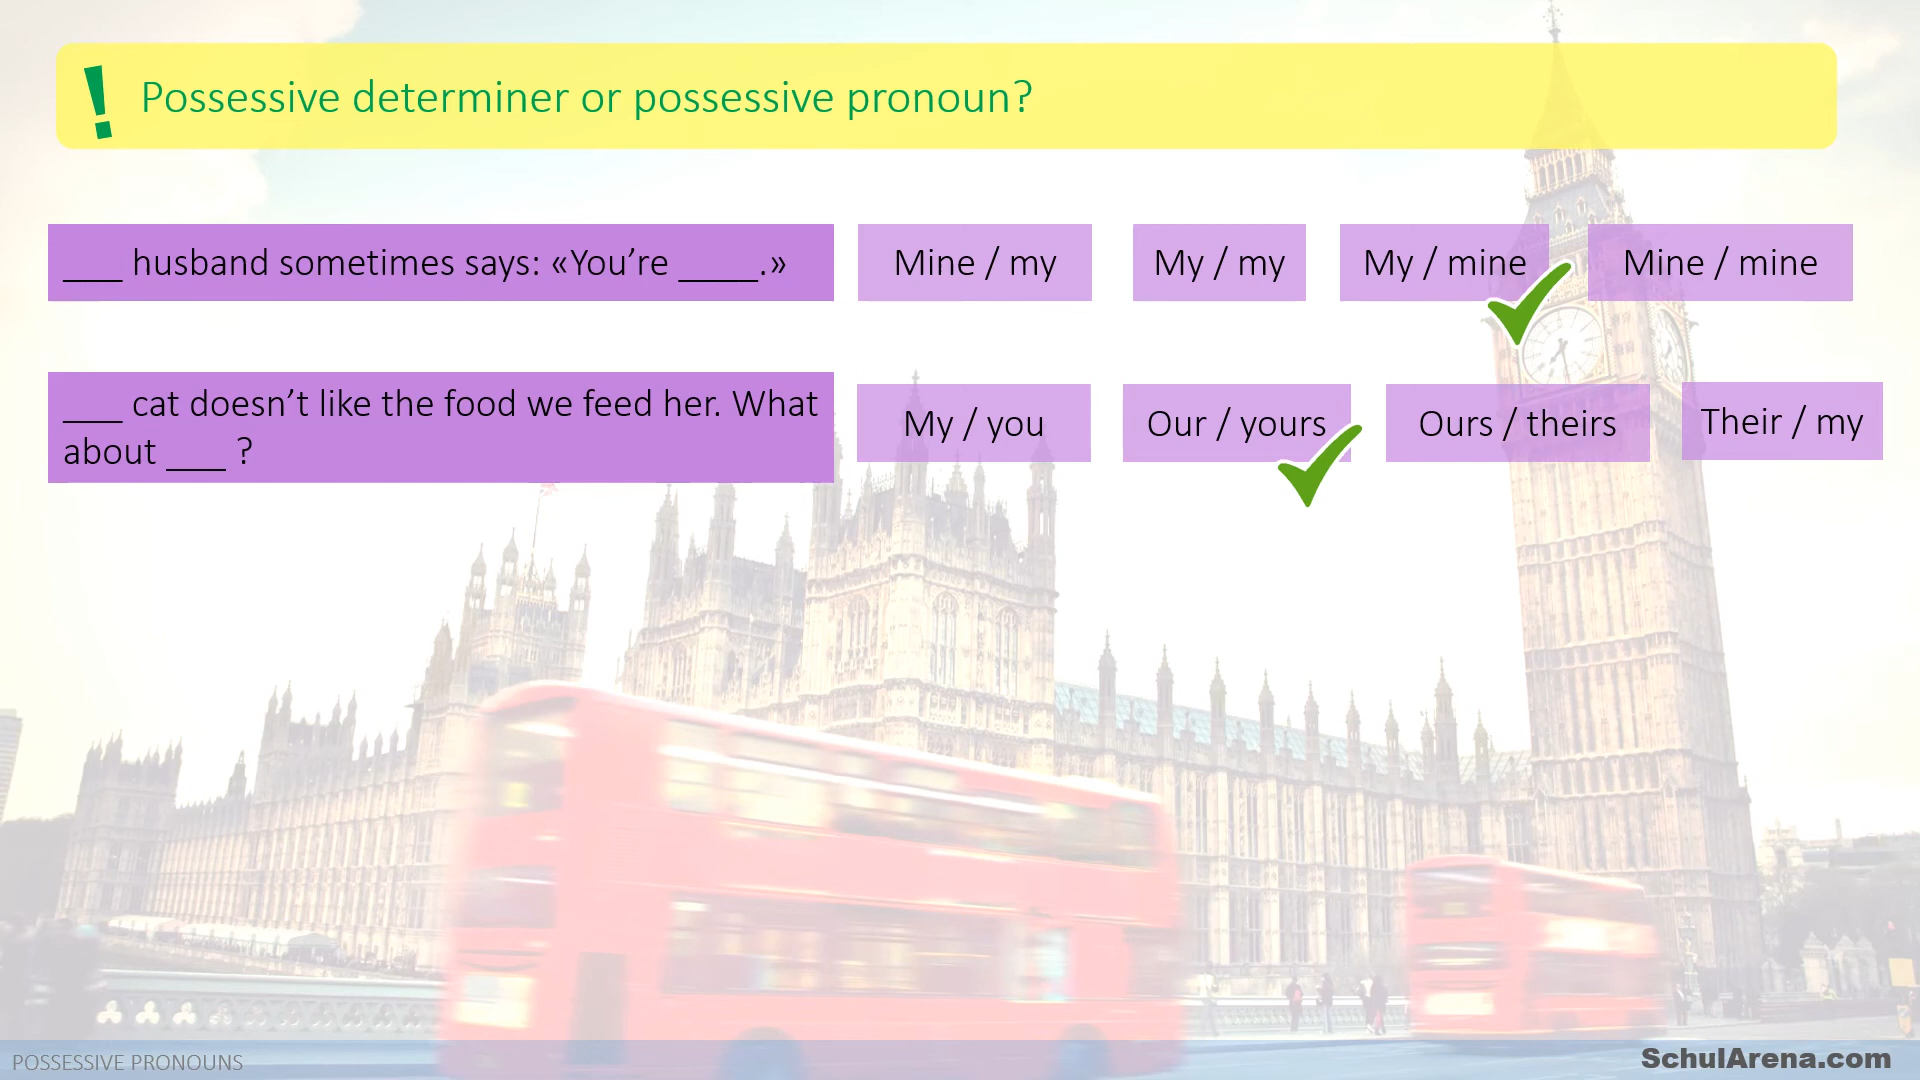 ! Possessive determiner or possessive pronoun?
___ husband sometimes says: «You’re ____.»
Mine / my
My / my
My / mine
Mine / mine
___ cat doesn’t like the food we feed her. What
about ___ ?
My / you
Our / yours
Ours / theirs
Their / my
POSSESSIVE PRONOUNS
SchulArena.com